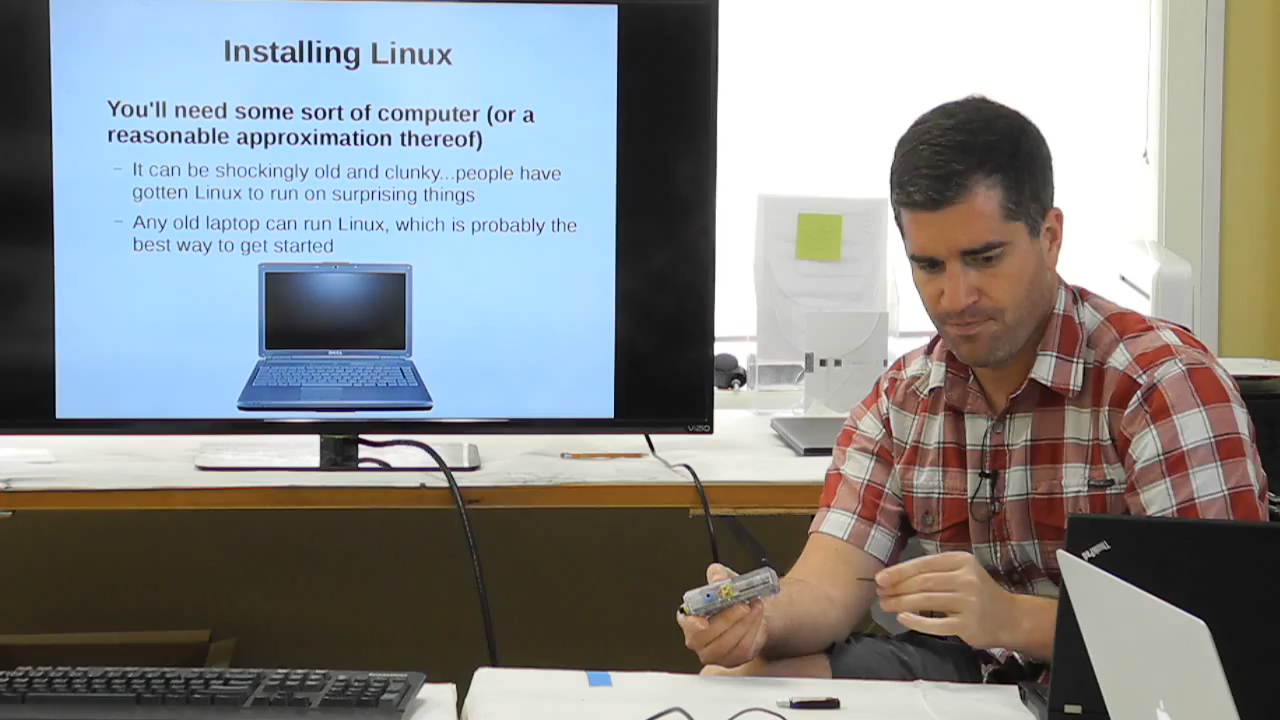 Installing Linux
You'll need some sort of computer (or a
reasonable approximation thereof)
– It can be shockingly old and clunky...people have
gotten Linux to run on surprising things
– Any old laptop can run Linux, which is probably the
best way to get started
DELL
VIZIO
ThinkPad